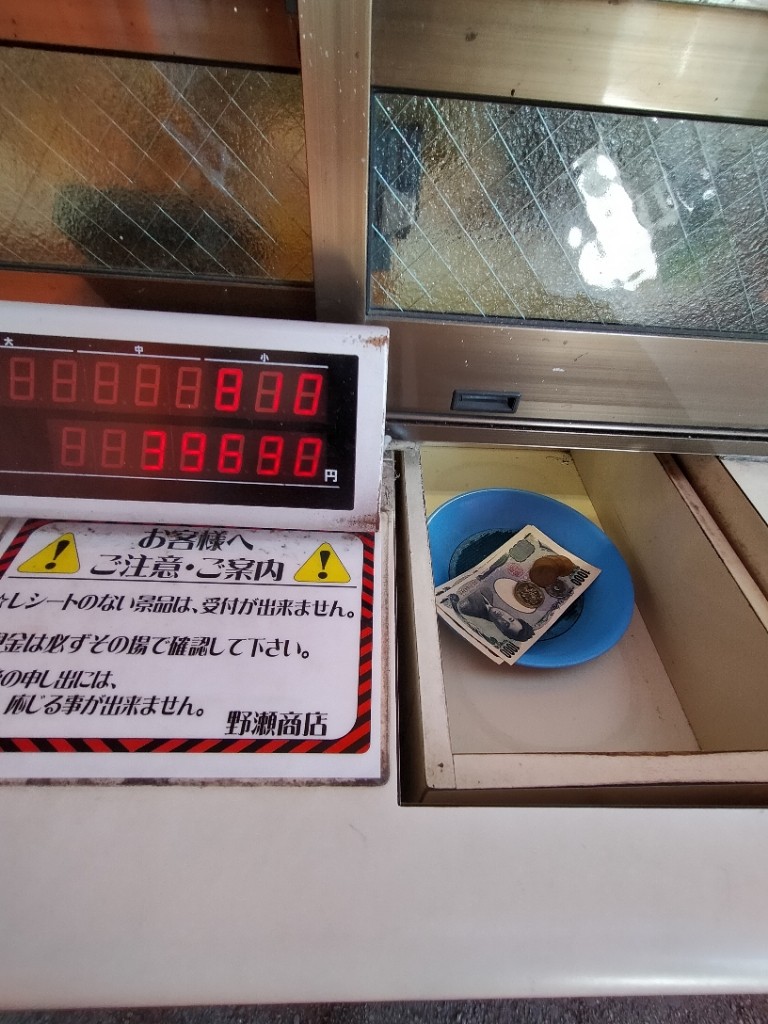 大 中 小
円
お客様へ
ご注意・ご案内
レシートのない景品は、受付が出来ません。
金は必ずその場で確認して下さい。
の申し出には、
応じる事が出来ません。
野瀬商店
1000
1000